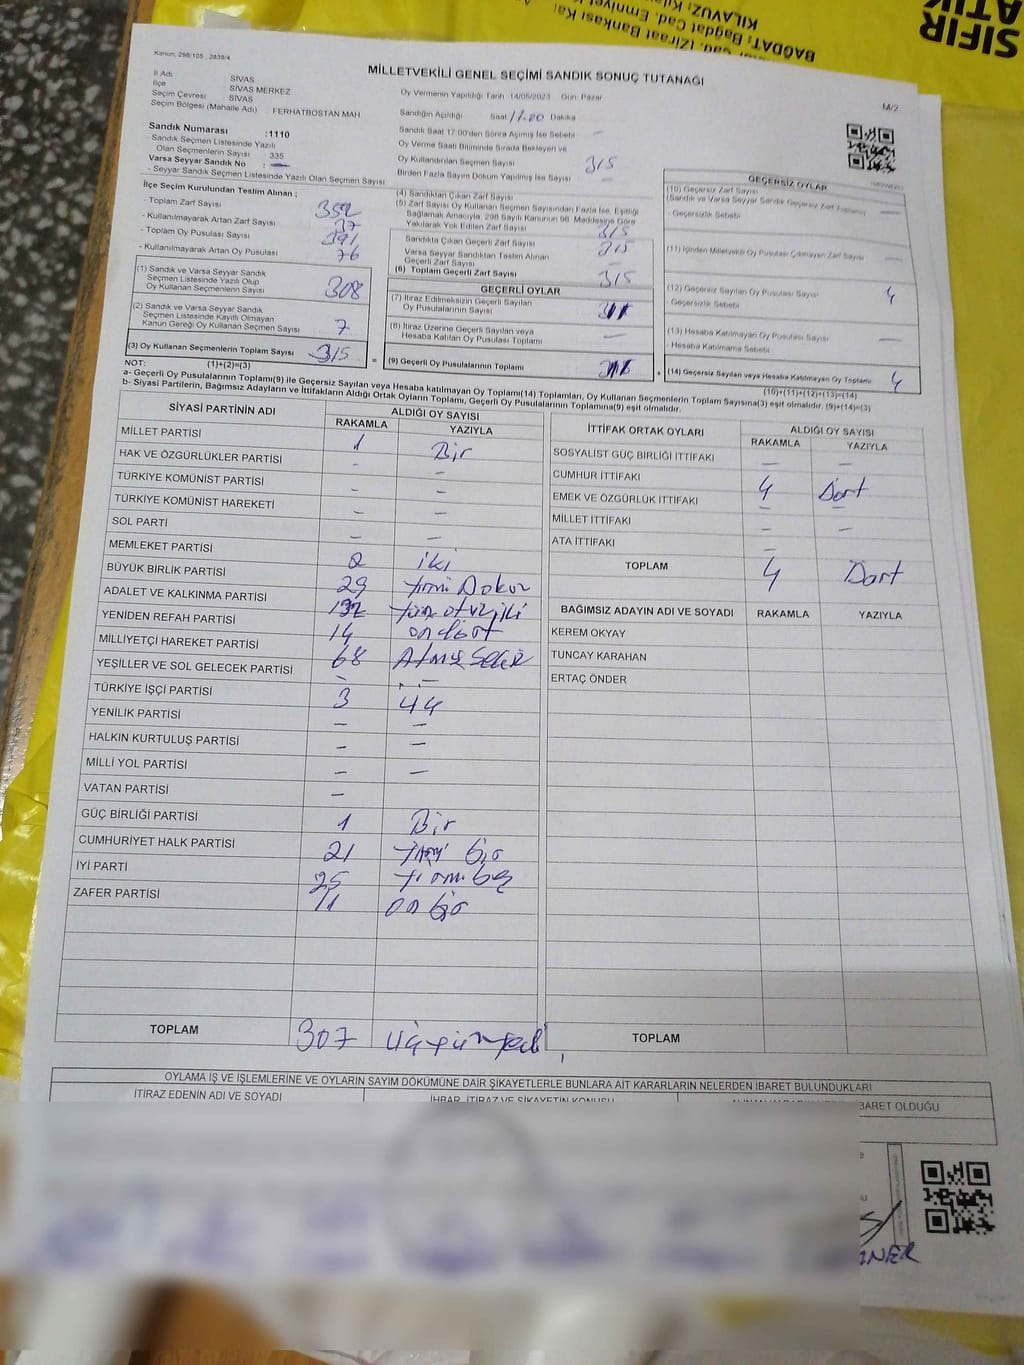 SIFIR
ATIK
BAĞDAT: Bagdat Cad.
KILAVUZ:
Kanun, 298/105 , 2839/4
MİLLETVEKİLİ GENEL SEÇİMİ SANDIK SONUÇ TUTANAĞI
M/2
İl Adı SİVAS
İlçe SİVAS MERKEZ
Seçim Çevresi SİVAS
Seçim Bölgesi (Mahalle Adı) : FERHATBOSTAN MAH
Sandık Numarası :1110
- Sandık Seçmen Listesinde Yazılı
Olan Seçmenlerin Sayısı 335
Varsa Seyyar Sandık No : —
- Seyyar Sandık Seçmen Listesinde Yazılı Olan Seçmen Sayısı
Oy Vermenin Yapıldığı Tarih 14/05/2023 Gün Pazar
Sandığın Açıldığı Saat 17.00 Dakika
Sandık Saat 17:00'den Sonra Açılmış İse Sebebi —
Oy Verme Saati Bitiminde Sırada Bekleyen ve
Oy Kullandırılan Seçmen Sayısı 315
Birden Fazla Sayım Döküm Yapılmış İse Sayısı —
İlçe Seçim Kurulundan Teslim Alınan ;
- Toplam Zarf Sayısı 352
- Kullanılmayarak Artan Zarf Sayısı 37
- Toplam Oy Pusulası Sayısı 391
- Kullanılmayarak Artan Oy Pusulası 76
(1) Sandık ve Varsa Seyyar Sandık
Seçmen Listesinde Yazılı Olup
Oy Kullanan Seçmenlerin Sayısı 308
(2) Sandık ve Varsa Seyyar Sandık
Seçmen Listesinde Kayıtlı Olmayan
Kanun Gereği Oy Kullanan Seçmen Sayısı 7
(3) Oy Kullanan Seçmenlerin Toplam Sayısı 315
(1)+(2)=(3)
(4) Sandıktan Çıkan Zarf Sayısı
(5) Zarf Sayısı Oy Kullanan Seçmen Sayısından Fazla İse, Eşitliği
Sağlamak Amacıyla, 298 Sayılı Kanunun 98. Maddesine Göre
Yakılarak Yok Edilen Zarf Sayısı 315
Sandıkta Çıkan Geçerli Zarf Sayısı 315
Varsa Seyyar Sandıktan Teslim Alınan
Geçerli Zarf Sayısı —
(6) Toplam Geçerli Zarf Sayısı 315
GEÇERLİ OYLAR
(7) İtiraz Edilmeksizin Geçerli Sayılan
Oy Pusulalarının Sayısı
(8) İtiraz Üzerine Geçerli Sayılan veya
Hesaba Katılan Oy Pusulası Toplamı —
= (9) Geçerli Oy Pusulalarının Toplamı
GEÇERSİZ OYLAR
(10) Geçersiz Zarf Sayısı
(Sandık ve Varsa Seyyar Sandık Geçersiz Zarf Toplamı) —
- Geçersizlik Sebebi
(11) İçinden Milletvekili Oy Pusulası Çıkmayan Zarf Sayısı —
(12) Geçersiz Sayılan Oy Pusulası Sayısı 4
- Geçersizlik Sebebi
(13) Hesaba Katılmayan Oy Pusulası Sayısı —
- Hesaba Katılmama Sebebi
+ (14) Geçersiz Sayılan veya Hesaba Katılmayan Oy Toplamı 4
(10)+(11)+(12)+(13)=(14)
NOT:
a- Geçerli Oy Pusulalarının Toplamı(9) ile Geçersiz Sayılan veya Hesaba katılmayan Oy Toplamı(14) Toplamları, Oy Kullanan Seçmenlerin Toplam Sayısına(3) eşit olmalıdır. (9)+(14)=(3)
b- Siyasi Partilerin, Bağımsız Adayların ve İttifakların Aldığı Ortak Oyların Toplamı, Geçerli Oy Pusulalarının Toplamına(9) eşit olmalıdır.
SİYASİ PARTİNİN ADI ALDIĞI OY SAYISI
RAKAMLA YAZIYLA
MİLLET PARTİSİ 1 Bir
HAK VE ÖZGÜRLÜKLER PARTİSİ - -
TÜRKİYE KOMÜNİST PARTİSİ - -
TÜRKİYE KOMÜNİST HAREKETİ - -
SOL PARTİ - -
MEMLEKET PARTİSİ 2 iki
BÜYÜK BİRLİK PARTİSİ 29 Yirmi Dokuz
ADALET VE KALKINMA PARTİSİ 132 Yüz otuz iki
YENİDEN REFAH PARTİSİ 14 on dört
MİLLİYETÇİ HAREKET PARTİSİ 68 Atmış Sekiz
YEŞİLLER VE SOL GELECEK PARTİSİ - -
TÜRKİYE İŞÇİ PARTİSİ 3
YENİLİK PARTİSİ - -
HALKIN KURTULUŞ PARTİSİ - -
MİLLİ YOL PARTİSİ - -
VATAN PARTİSİ -
GÜÇ BİRLİĞİ PARTİSİ 1 Bir
CUMHURİYET HALK PARTİSİ 21 Yirmi bir
İYİ PARTİ 25 Yirmi beş
ZAFER PARTİSİ 11 on bir
TOPLAM 307 üçyüzyedi
İTTİFAK ORTAK OYLARI ALDIĞI OY SAYISI
RAKAMLA YAZIYLA
SOSYALİST GÜÇ BİRLİĞİ İTTİFAKI — —
CUMHUR İTTİFAKI 4 Dört
EMEK VE ÖZGÜRLÜK İTTİFAKI — —
MİLLET İTTİFAKI — —
ATA İTTİFAKI —
TOPLAM 4 Dört
BAĞIMSIZ ADAYIN ADI VE SOYADI RAKAMLA YAZIYLA
KEREM OKYAY
TUNCAY KARAHAN
ERTAÇ ÖNDER
TOPLAM
OYLAMA İŞ VE İŞLEMLERİNE VE OYLARIN SAYIM DÖKÜMÜNE DAİR ŞİKAYETLERLE BUNLARA AİT KARARLARIN NELERDEN İBARET BULUNDUKLARI
İTİRAZ EDENİN ADI VE SOYADI
İHBAR, İTİRAZ VE ŞİKAYETİN KONUSU
İBARET OLDUĞU